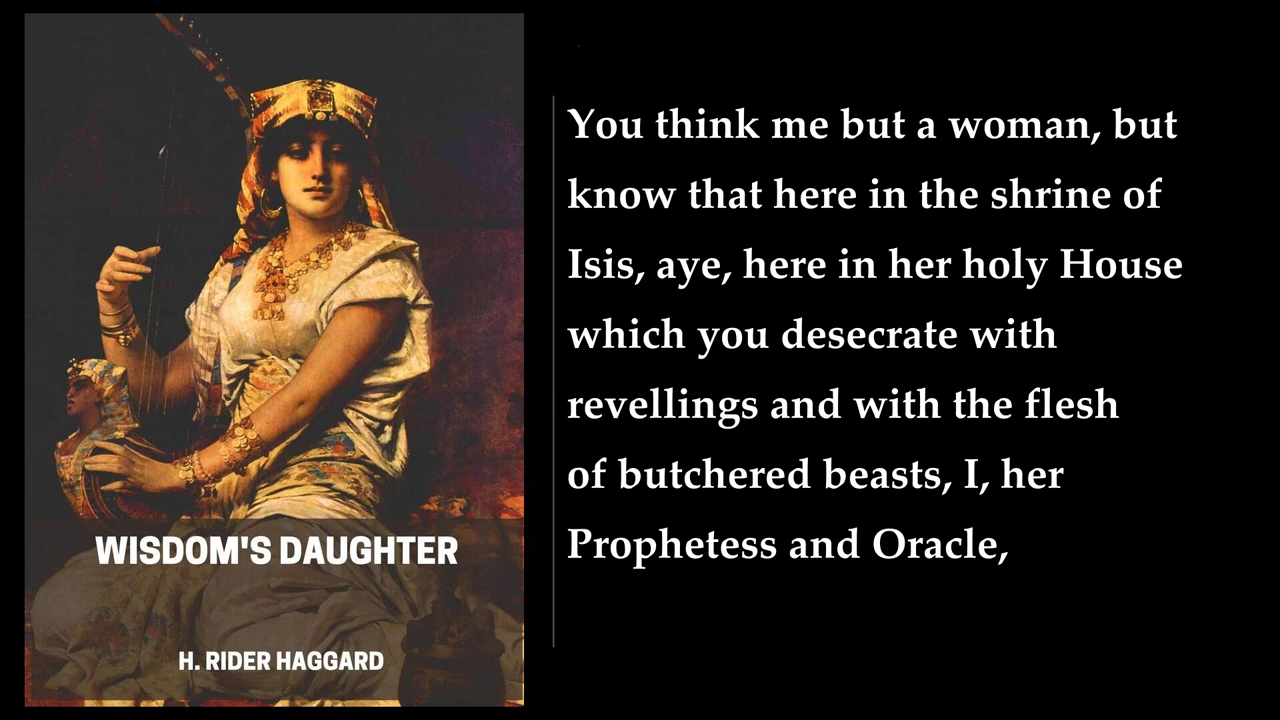 WISDOM'S DAUGHTER
H. RIDER HAGGARD
You think me but a woman, but
know that here in the shrine of
Isis, aye, here in her holy House
which you desecrate with
revellings and with the flesh
of butchered beasts, I, her
Prophetess and Oracle,